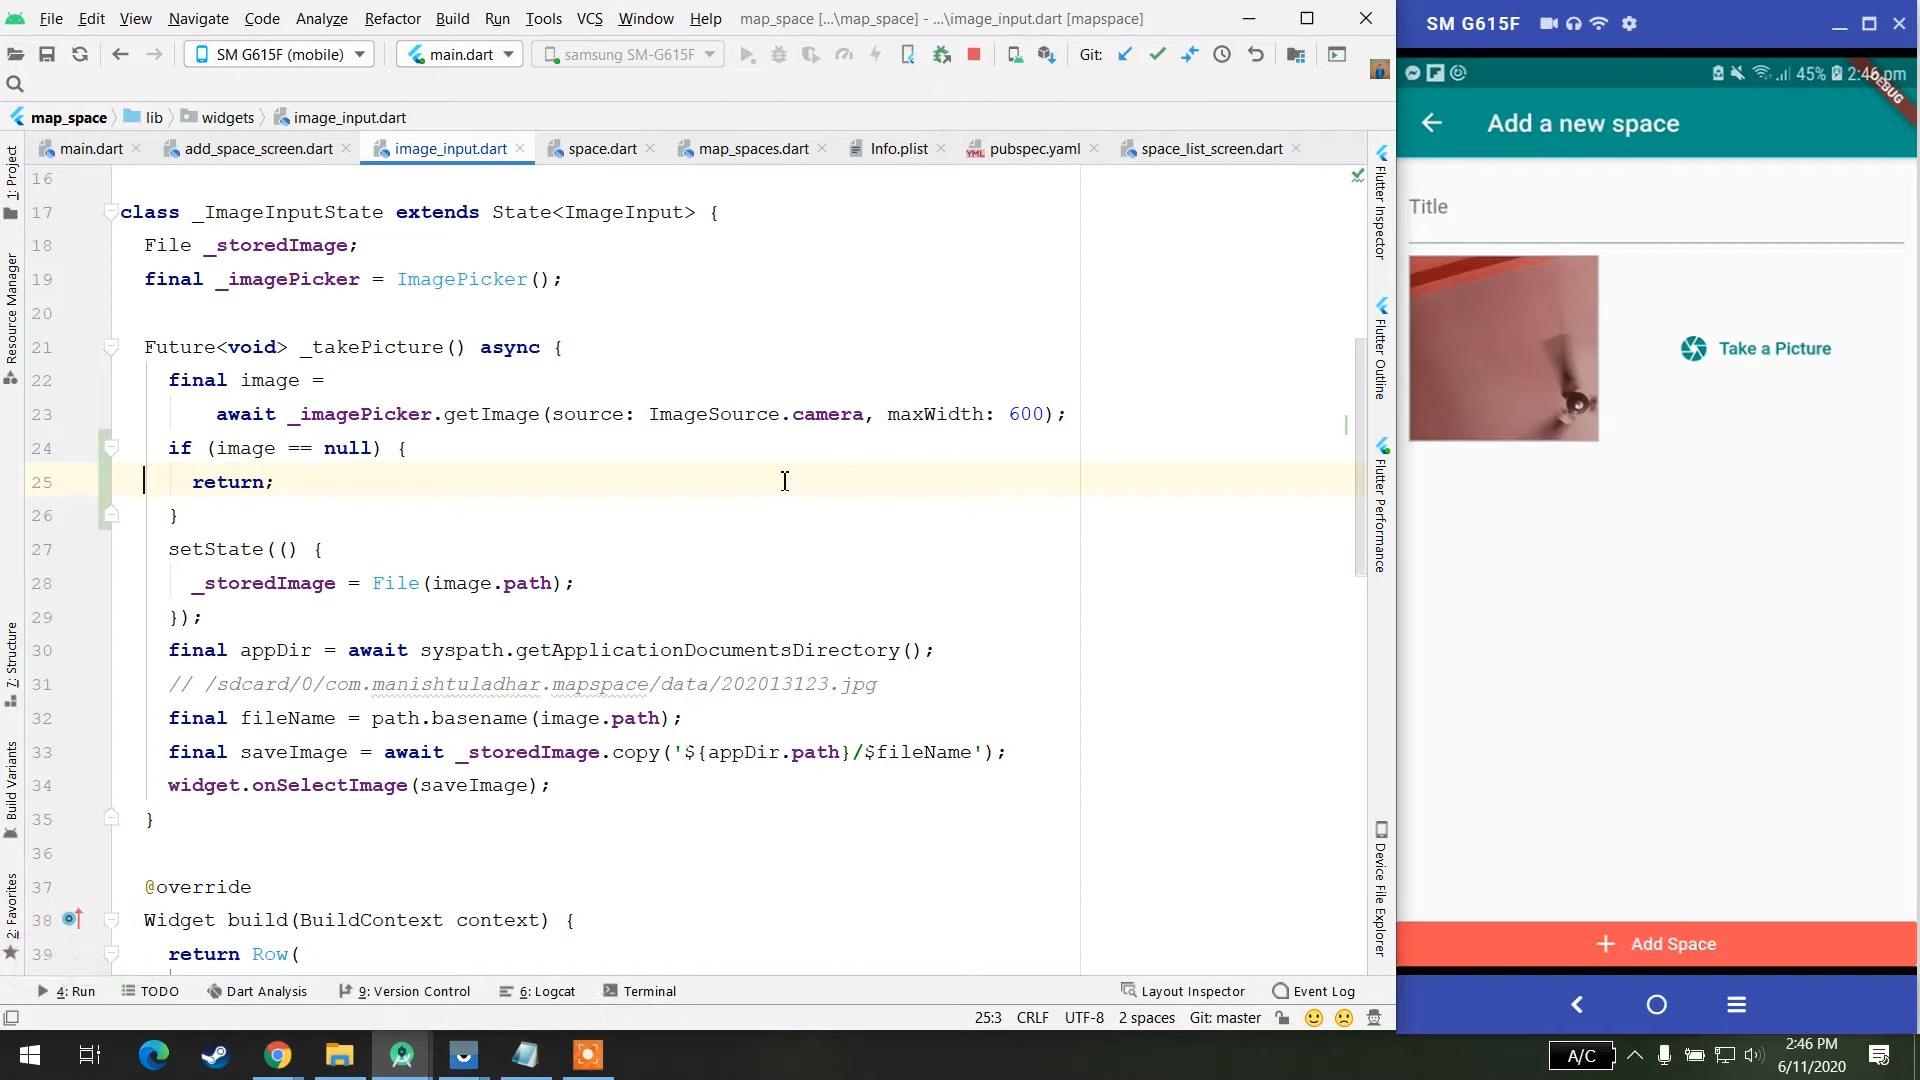 File Edit View Navigate Code Analyze Refactor Build Run Tools VCS Window Help map_space [...\map_space] - ...\image_input.dart [mapspace]
SM G615F (mobile) main.dart samsung SM-G615F Git:
map_space lib widgets image_input.dart
main.dart add_space_screen.dart image_input.dart space.dart map_spaces.dart Info.plist pubspec.yaml space_list_screen.dart
16
17 class _ImageInputState extends State<ImageInput> {
18 File _storedImage;
19 final _imagePicker = ImagePicker();
20
21 Future<void> _takePicture() async {
22 final image =
23 await _imagePicker.getImage(source: ImageSource.camera, maxWidth: 600);
24 if (image == null) {
25 return;
26 }
27 setState(() {
28 _storedImage = File(image.path);
29 });
30 final appDir = await syspath.getApplicationDocumentsDirectory();
31 // /sdcard/0/com.manishtuladhar.mapspace/data/202013123.jpg
32 final fileName = path.basename(image.path);
33 final saveImage = await _storedImage.copy('${appDir.path}/$fileName');
34 widget.onSelectImage(saveImage);
35 }
36
37 @override
38 Widget build(BuildContext context) {
39 return Row(
1: Project
Resource Manager
7: Structure
Build Variants
2: Favorites
Flutter Inspector
Flutter Outline
Flutter Performance
Device File Explorer
4: Run TODO Dart Analysis 9: Version Control 6: Logcat Terminal Layout Inspector Event Log
25:3 CRLF UTF-8 2 spaces Git: master
SM G615F
45% 2:46 pm
DEBUG
Add a new space
Title
Take a Picture
Add Space
A/C
2:46 PM
6/11/2020